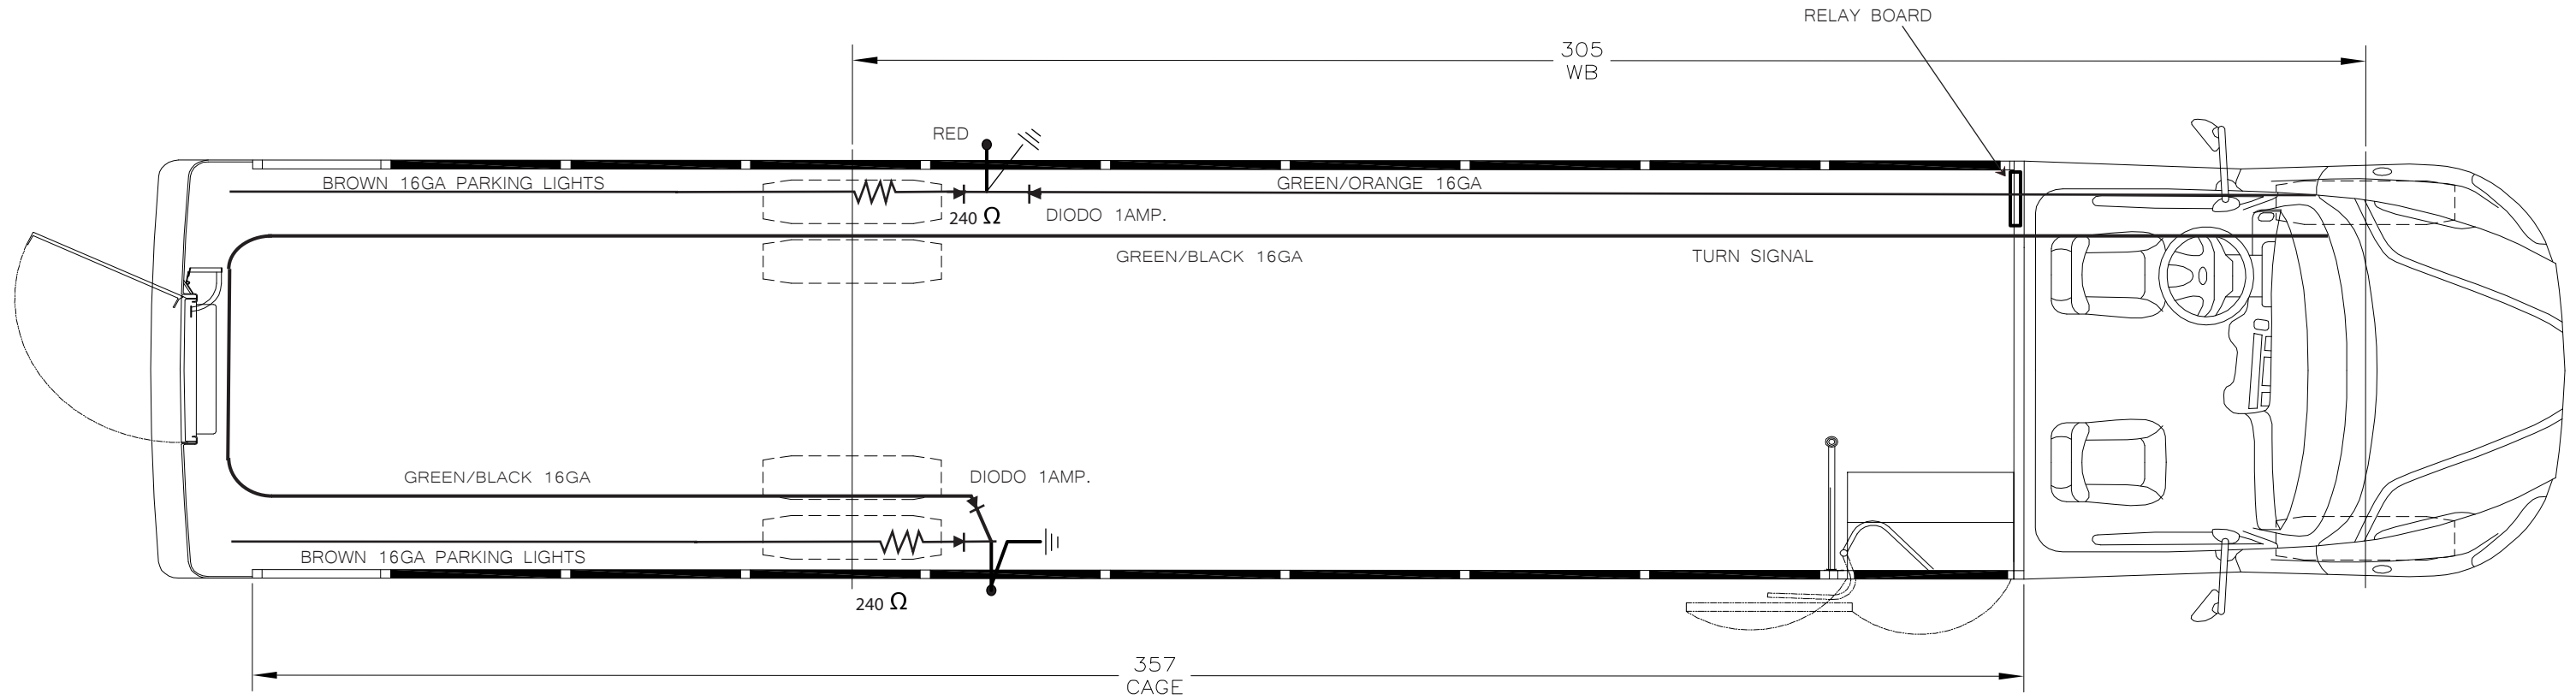 RELAY BOARD
305
WB
RED
BROWN 16GA PARKING LIGHTS
GREEN/ORANGE 16GA
240 Ω
DIODO 1AMP.
GREEN/BLACK 16GA
TURN SIGNAL
GREEN/BLACK 16GA
DIODO 1AMP.
BROWN 16GA PARKING LIGHTS
240 Ω
357
CAGE